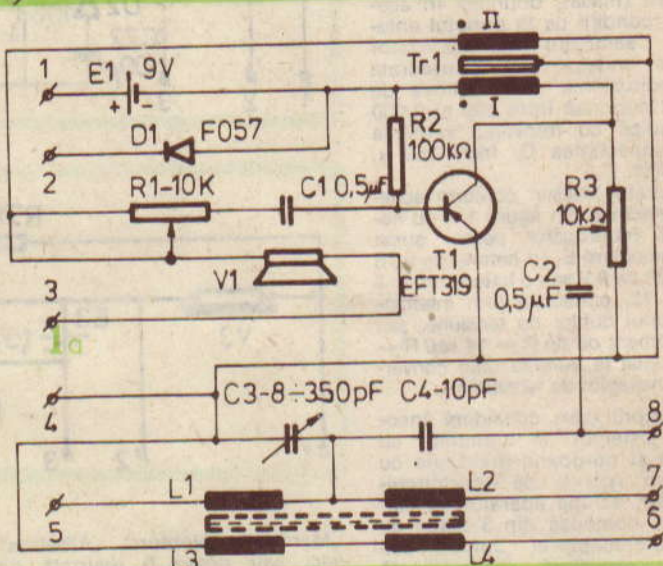 II
Tr1
I
1
E1
9V
+
-
D1
F057
2
R1-10K
C1 0,5µF
R2
100kΩ
R3
10kΩ
T1
EFT319
V1
C2
0,5µF
3
1a
4
C3-8÷350pF
C4-10pF
8
7
L1
L2
6
5
L3
L4